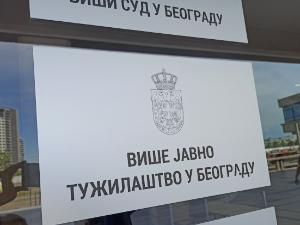 ВИШИ СУД У БЕОГРАДУ
ВИШЕ ЈАВНО
ТУЖИЛАШТВО У БЕОГРАДУ